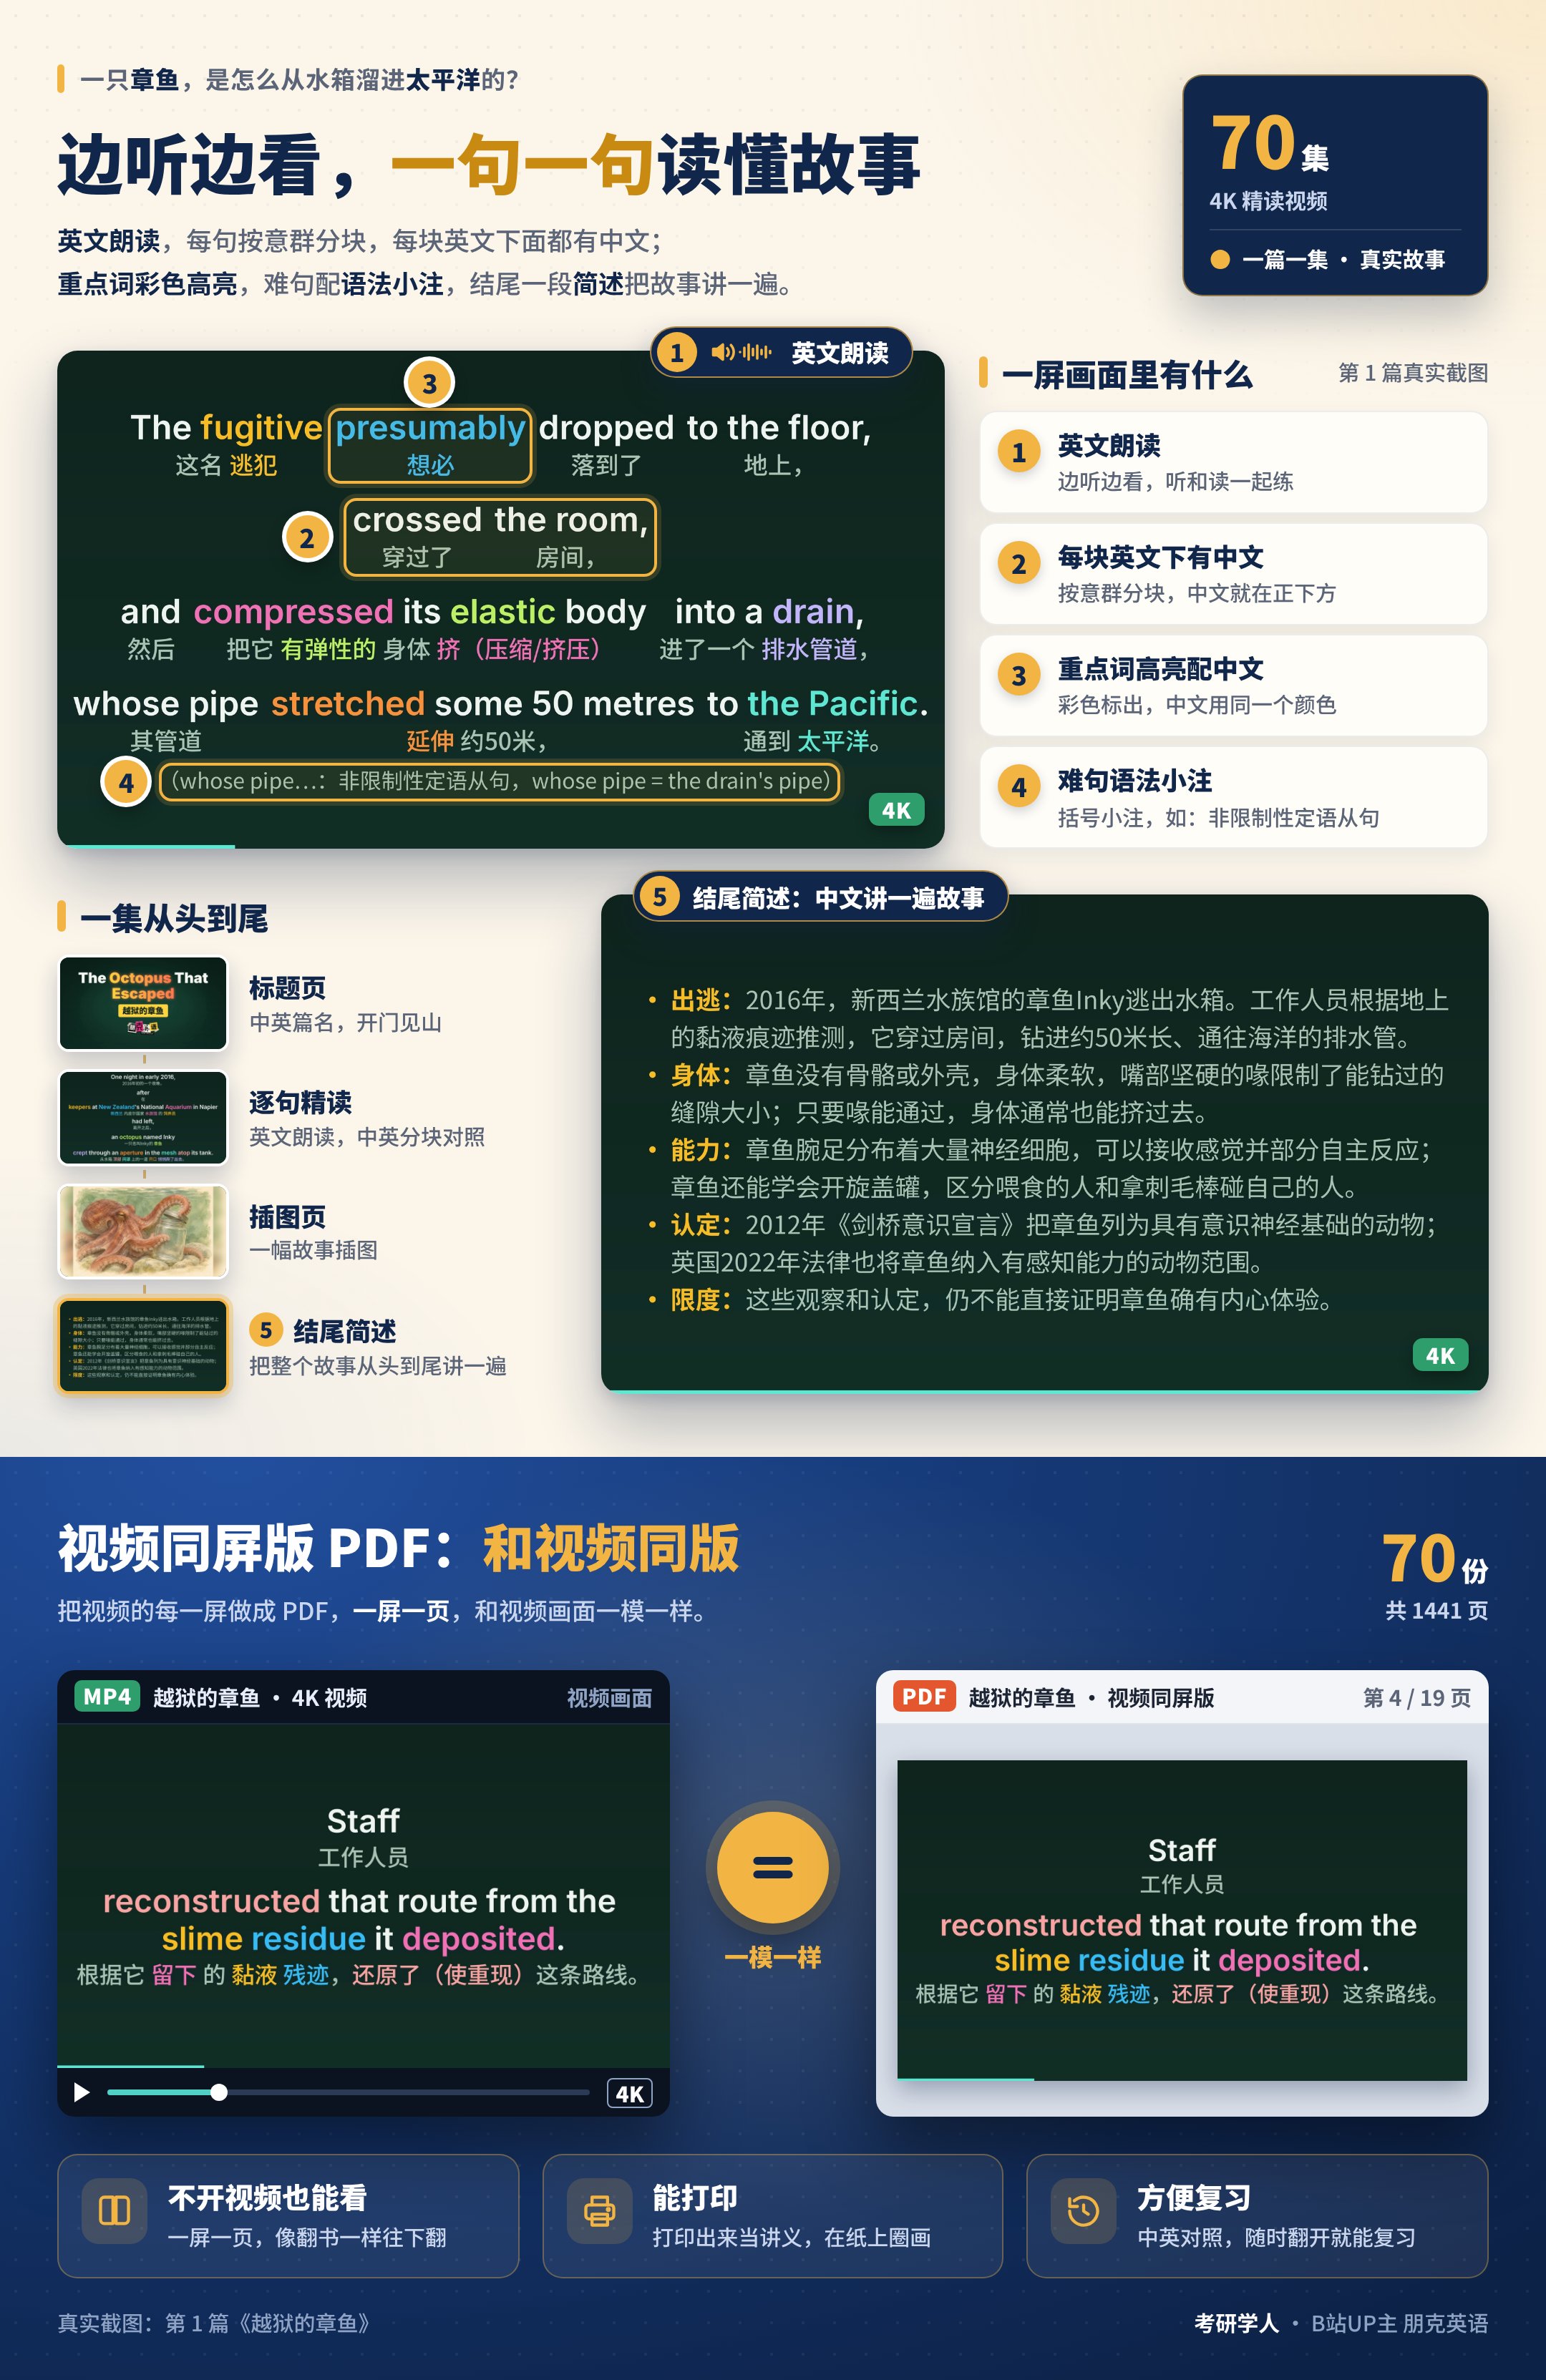 一只章鱼，是怎么从水箱溜进太平洋的？
边听边看，一句一句读懂故事
英文朗读，每句按意群分块，每块英文下面都有中文；
重点词彩色高亮，难句配语法小注，结尾一段简述把故事讲一遍。
70集
4K 精读视频
一篇一集 · 真实故事
1 英文朗读
3
The fugitive presumably dropped to the floor,
这名 逃犯 想必 落到了 地上，
2
crossed the room,
穿过了 房间，
and compressed its elastic body into a drain,
然后 把它 有弹性的 身体 挤（压缩/挤压） 进了一个 排水管道，
whose pipe stretched some 50 metres to the Pacific.
其管道 延伸 约50米， 通到 太平洋。
4 （whose pipe…：非限制性定语从句，whose pipe = the drain's pipe）
4K
一屏画面里有什么
第 1 篇真实截图
1 英文朗读
边听边看，听和读一起练
2 每块英文下有中文
按意群分块，中文就在正下方
3 重点词高亮配中文
彩色标出，中文用同一个颜色
4 难句语法小注
括号小注，如：非限制性定语从句
一集从头到尾
The Octopus That
Escaped
越狱的章鱼
标题页
中英篇名，开门见山
One night in early 2016,
after
keepers at New Zealand's National Aquarium in Napier
had left,
an octopus named Inky
crept through an aperture in the mesh atop its tank.
逐句精读
英文朗读，中英分块对照
插图页
一幅故事插图
5 结尾简述
把整个故事从头到尾讲一遍
5 结尾简述：中文讲一遍故事
• 出逃：2016年，新西兰水族馆的章鱼Inky逃出水箱。工作人员根据地上
的黏液痕迹推测，它穿过房间，钻进约50米长、通往海洋的排水管。
• 身体：章鱼没有骨骼或外壳，身体柔软，嘴部坚硬的喙限制了能钻过的
缝隙大小；只要喙能通过，身体通常也能挤过去。
• 能力：章鱼腕足分布着大量神经细胞，可以接收感觉并部分自主反应；
章鱼还能学会开旋盖罐，区分喂食的人和拿刺毛棒碰自己的人。
• 认定：2012年《剑桥意识宣言》把章鱼列为具有意识神经基础的动物；
英国2022年法律也将章鱼纳入有感知能力的动物范围。
• 限度：这些观察和认定，仍不能直接证明章鱼确有内心体验。
4K
视频同屏版 PDF：和视频同版
把视频的每一屏做成 PDF，一屏一页，和视频画面一模一样。
70份
共 1441 页
MP4 越狱的章鱼 · 4K 视频 视频画面
Staff
工作人员
reconstructed that route from the
slime residue it deposited.
根据它 留下 的 黏液 残迹，还原了（使重现）这条路线。
4K
=
一模一样
PDF 越狱的章鱼 · 视频同屏版 第 4 / 19 页
Staff
工作人员
reconstructed that route from the
slime residue it deposited.
根据它 留下 的 黏液 残迹，还原了（使重现）这条路线。
不开视频也能看
一屏一页，像翻书一样往下翻
能打印
打印出来当讲义，在纸上圈画
方便复习
中英对照，随时翻开就能复习
真实截图：第 1 篇《越狱的章鱼》
考研学人 · B站UP主 朋克英语